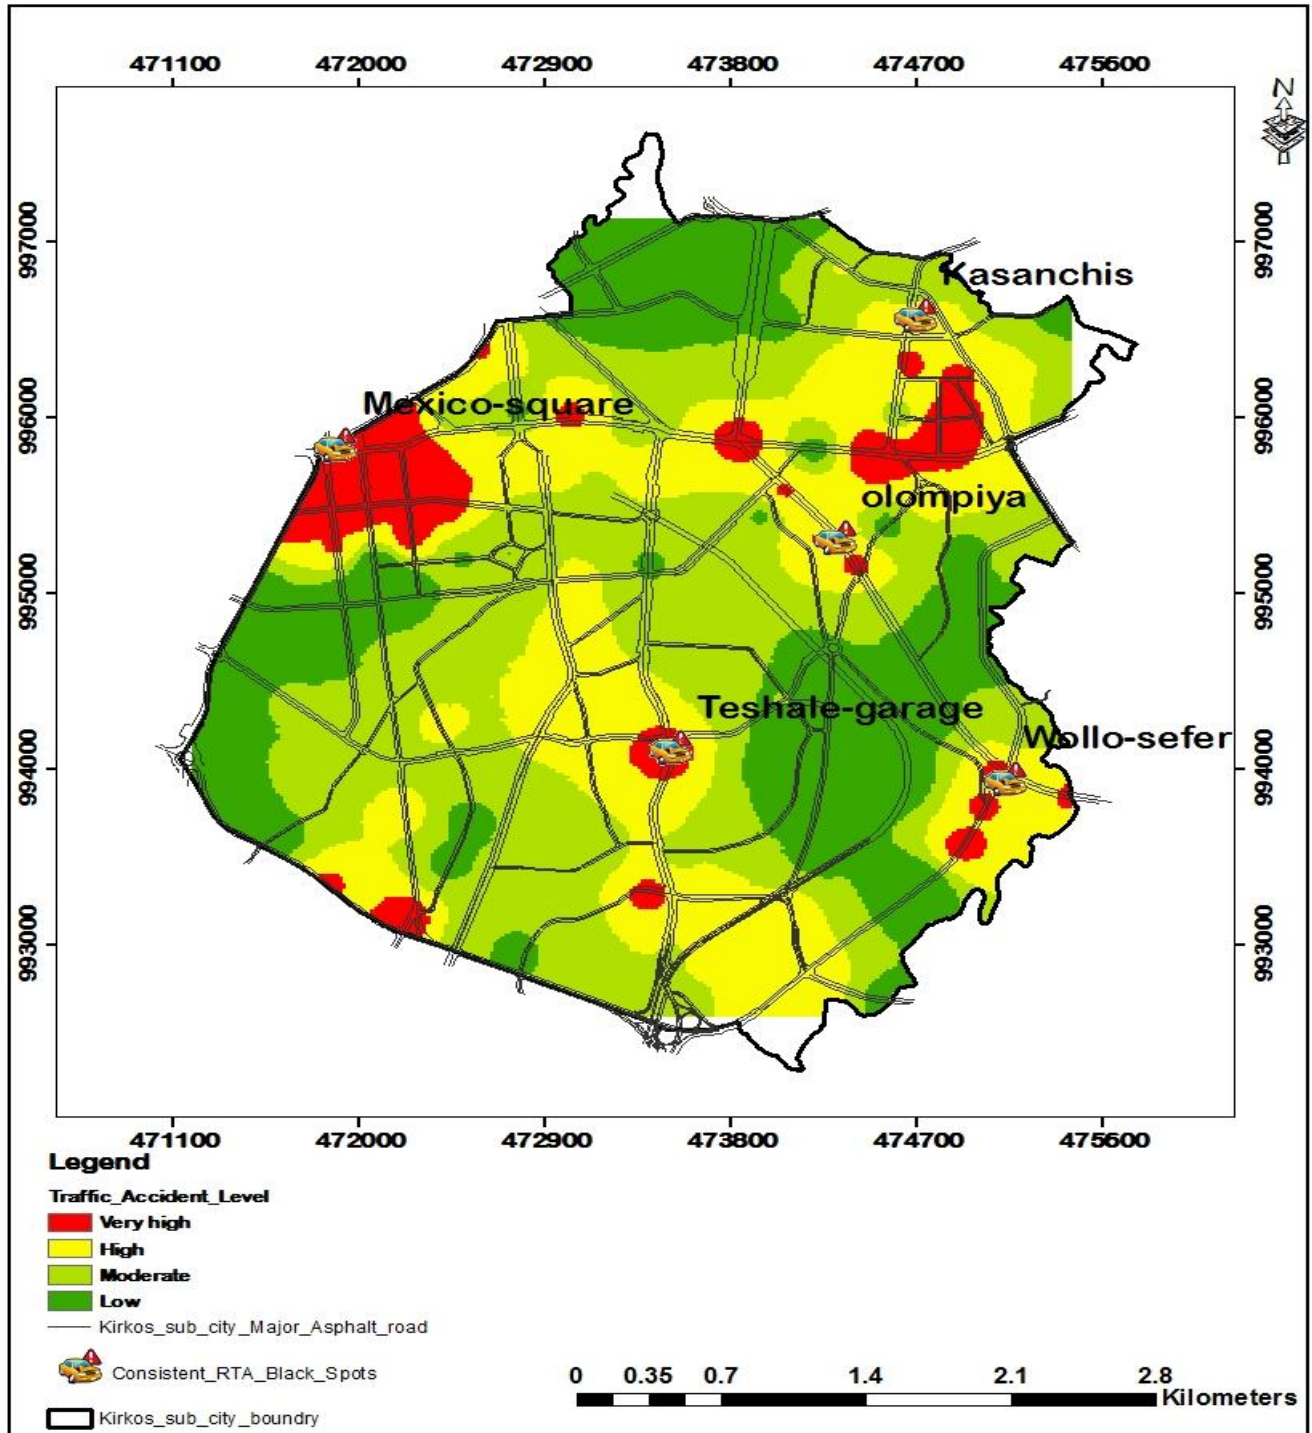 471100 472000 472900 473800 474700 475600
N
997000 997000
Kasanchis
996000 996000
Mexico-square
olompiya
995000 995000
Teshale-garage
Wollo-sefer
994000 994000
993000 993000
471100 472000 472900 473800 474700 475600
Legend
Traffic_Accident_Level
Very high
High
Moderate
Low
Kirkos_sub_city_Major_Asphalt_road
Consistent_RTA_Black_Spots
Kirkos_sub_city_boundry
0 0.35 0.7 1.4 2.1 2.8
Kilometers